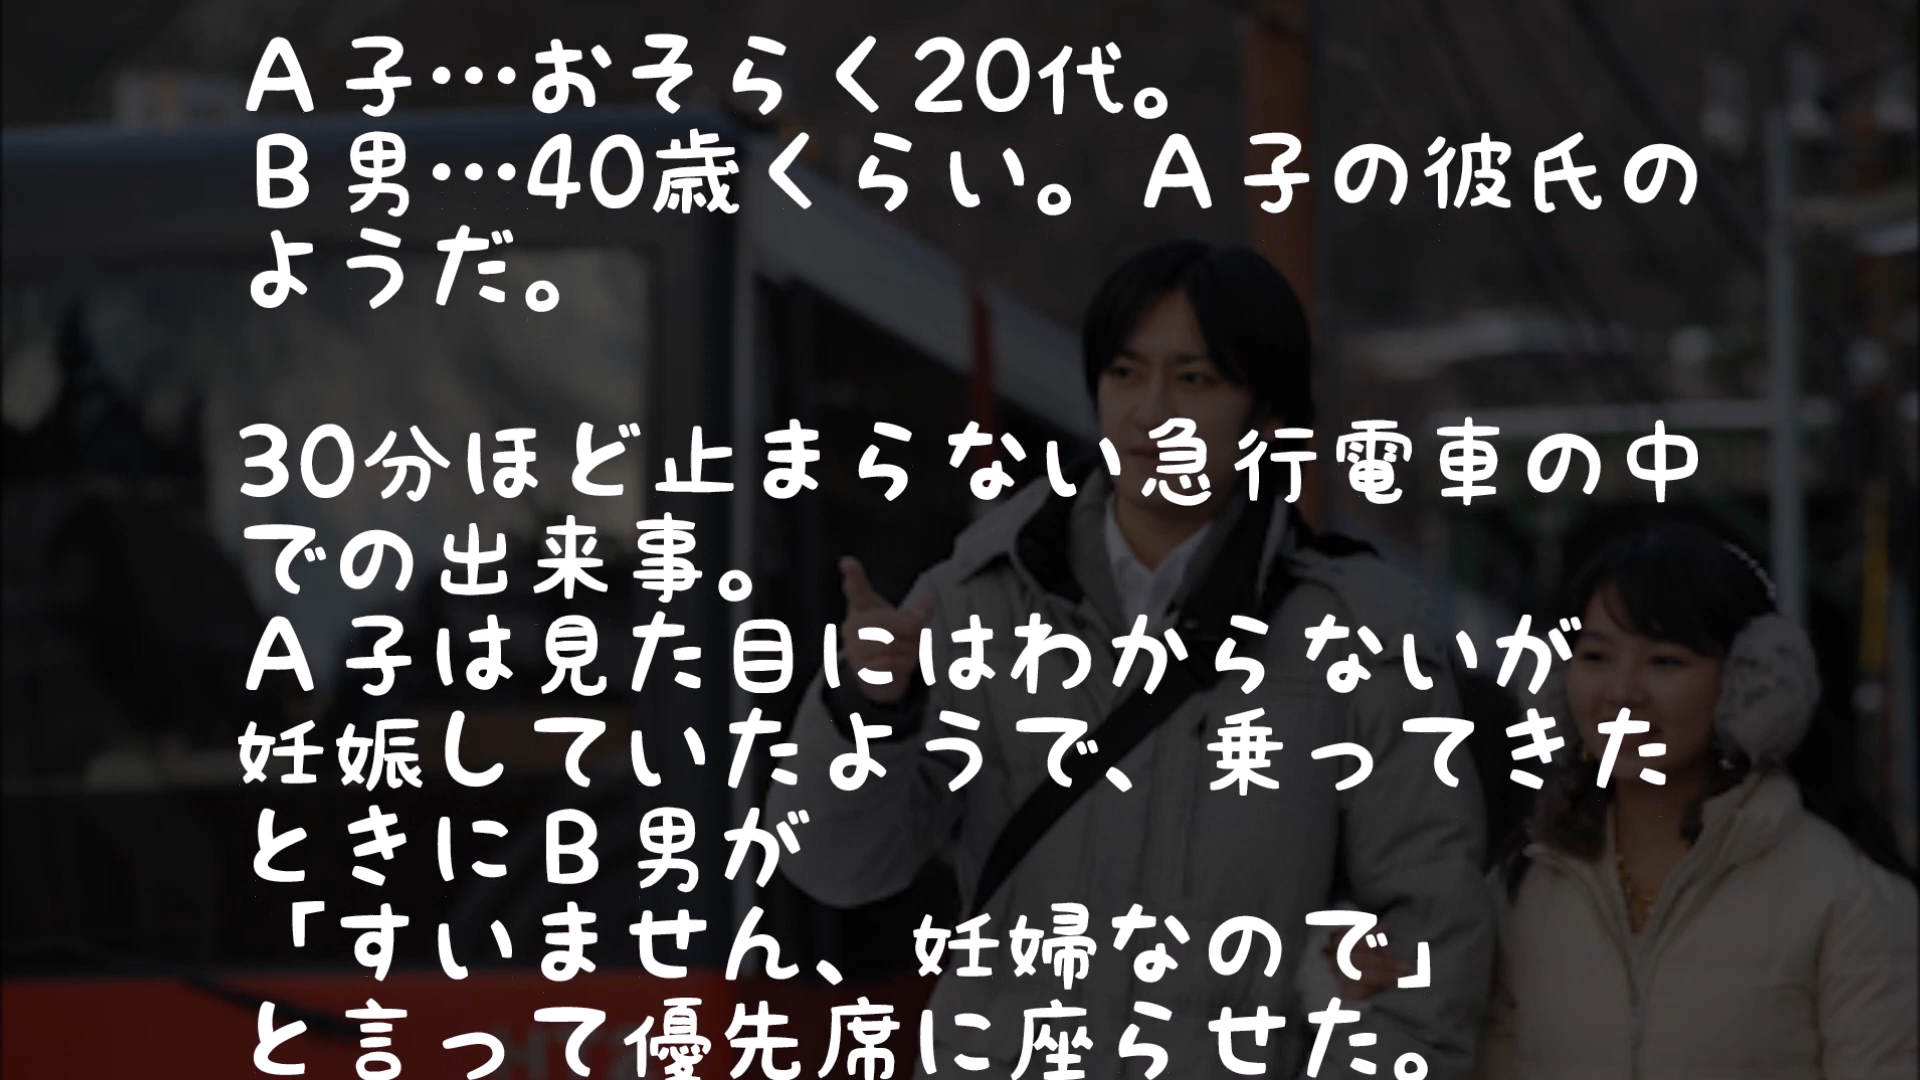 Ａ子…おそらく20代。
Ｂ男…40歳くらい。Ａ子の彼氏の
ようだ。
30分ほど止まらない急行電車の中
での出来事。
Ａ子は見た目にはわからないが
妊娠していたようで、乗ってきた
ときにＢ男が
「すいません、妊婦なので」
と言って優先席に座らせた。